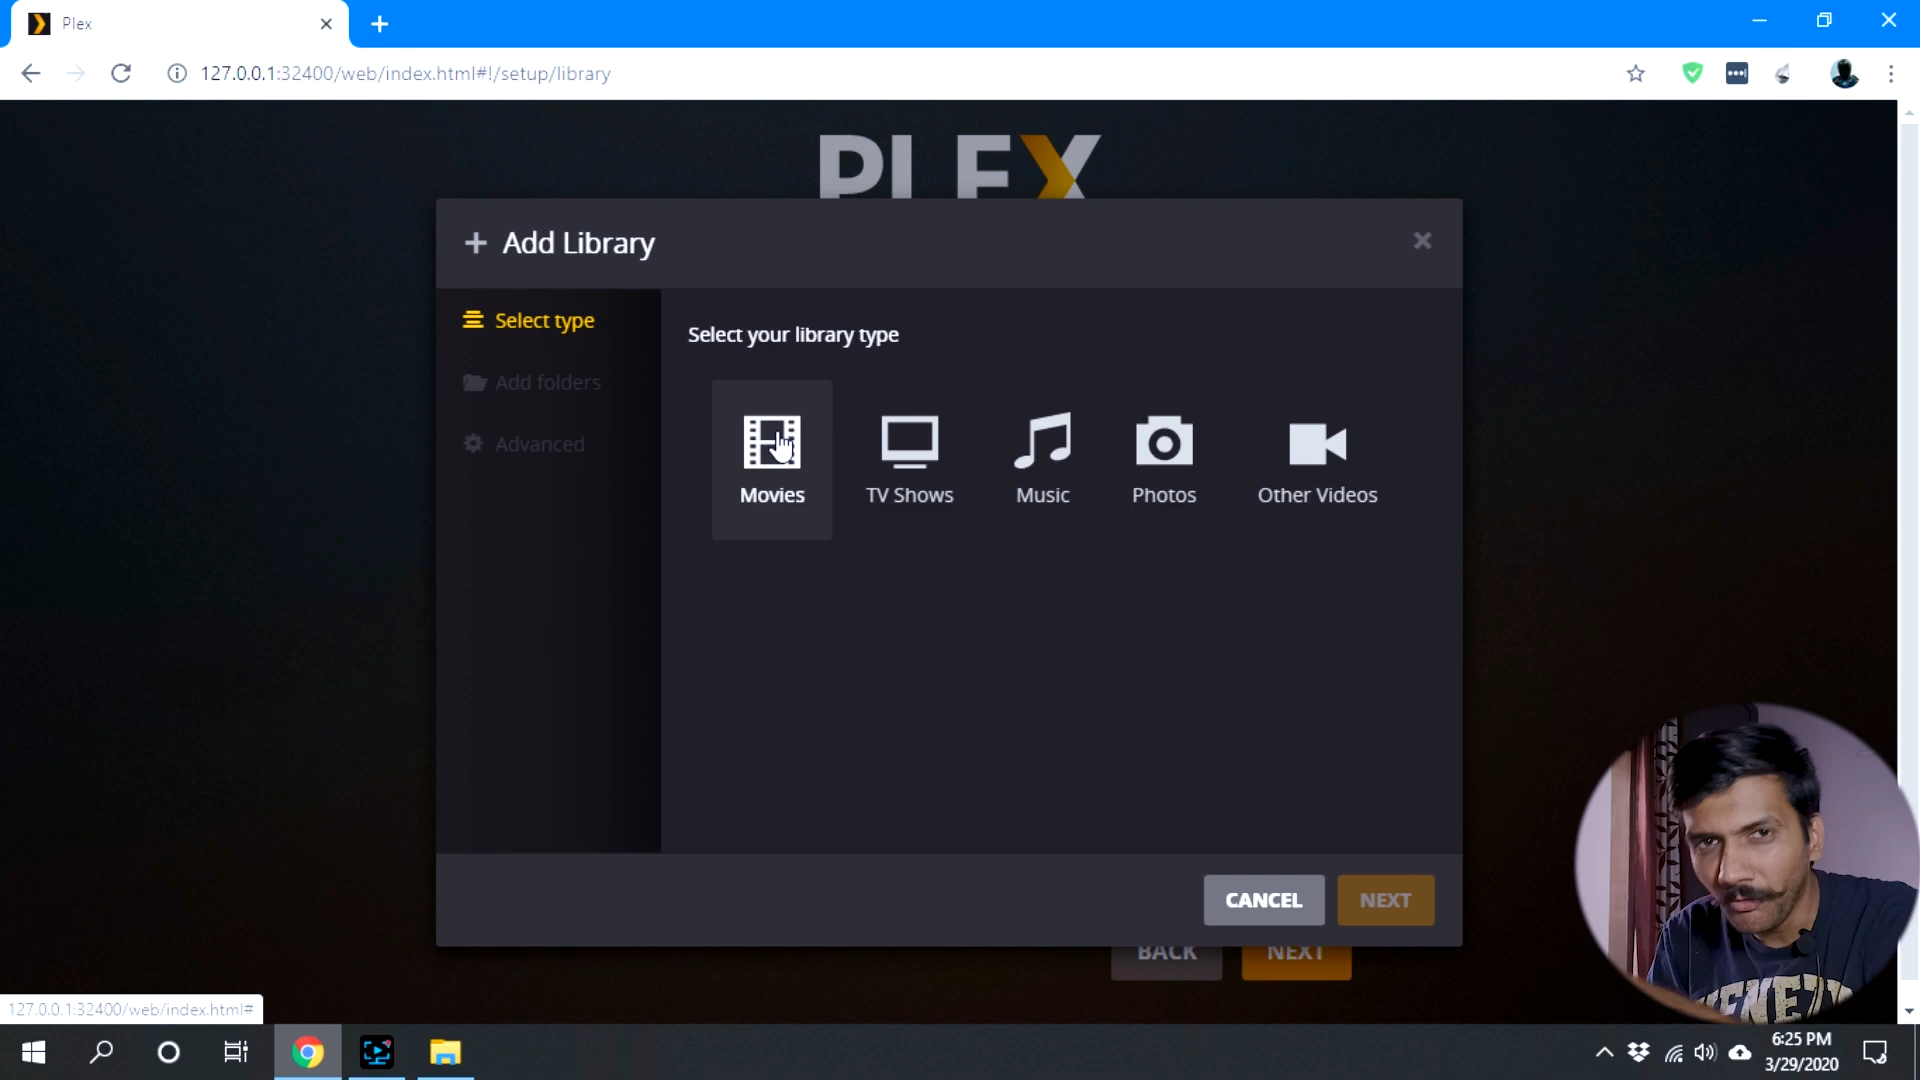 Plex
127.0.0.1:32400/web/index.html#!/setup/library
PLEX
Add Library
Select type
Add folders
Advanced
Select your library type
Movies
TV Shows
Music
Photos
Other Videos
CANCEL
NEXT
BACK
NEXT
127.0.0.1:32400/web/index.html#
6:25 PM
3/29/2020